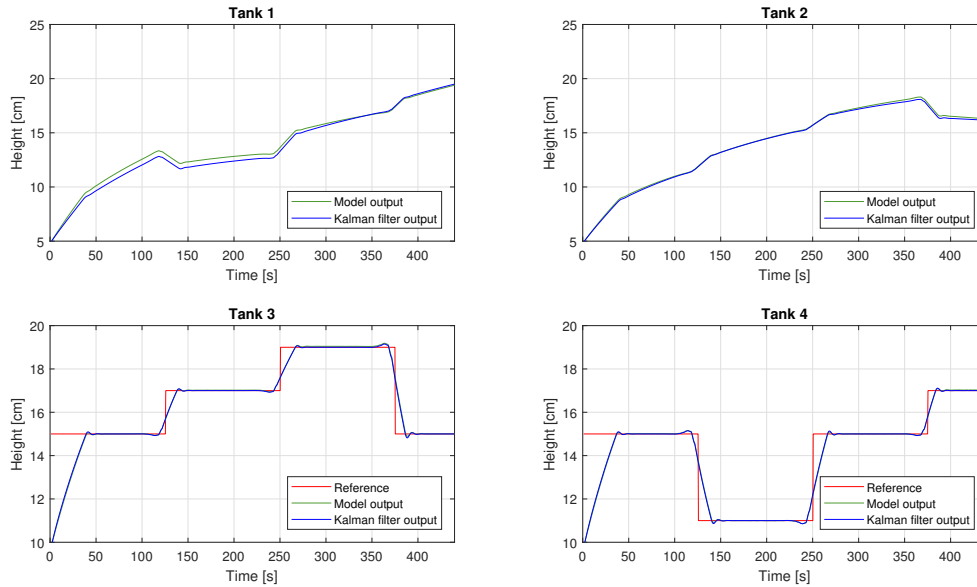 Tank 1
25
20
15
10
5
Height [cm]
Model output
Kalman filter output
0 50 100 150 200 250 300 350 400
Time [s]
Tank 2
25
20
15
10
5
Height [cm]
Model output
Kalman filter output
0 50 100 150 200 250 300 350 400
Time [s]
Tank 3
20
18
16
14
12
10
Height [cm]
Reference
Model output
Kalman filter output
0 50 100 150 200 250 300 350 400
Time [s]
Tank 4
20
18
16
14
12
10
Height [cm]
Reference
Model output
Kalman filter output
0 50 100 150 200 250 300 350 400
Time [s]